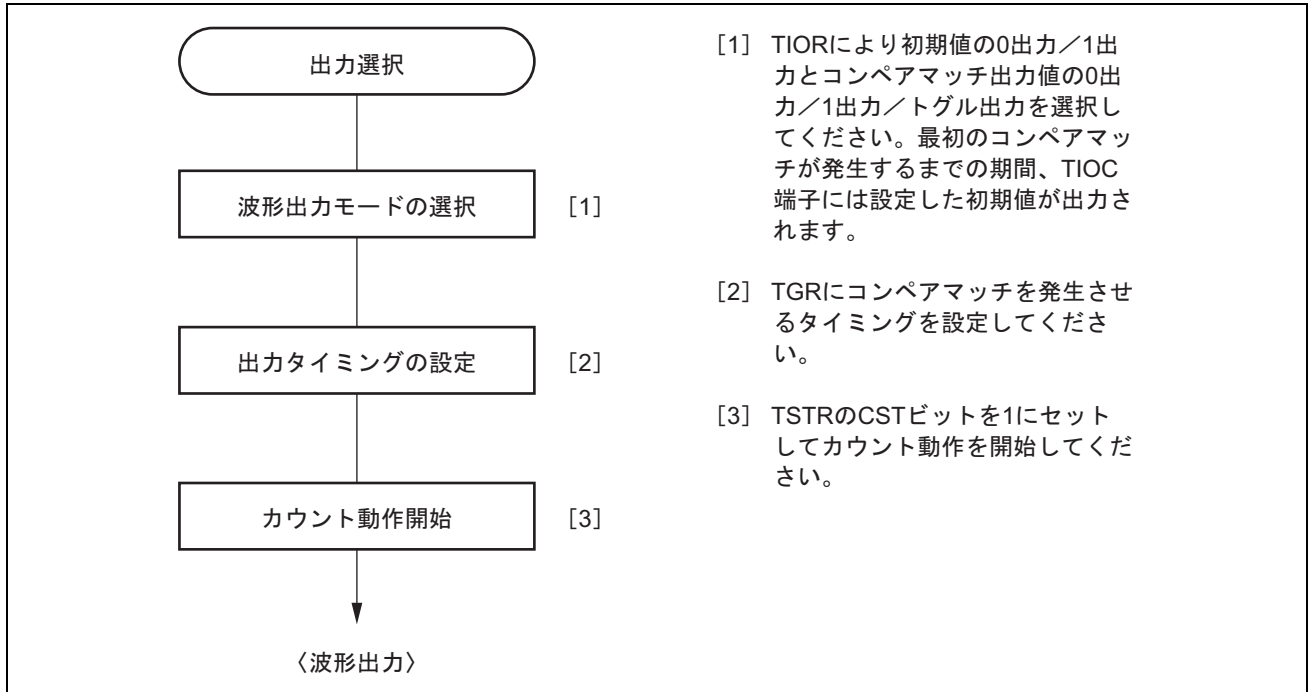 出力選択
波形出力モードの選択 [1]
出力タイミングの設定 [2]
カウント動作開始 [3]
〈波形出力〉
[1] TIORにより初期値の0出力／1出
力とコンペアマッチ出力値の0出
力／1出力／トグル出力を選択し
てください。最初のコンペアマッ
チが発生するまでの期間、TIOC
端子には設定した初期値が出力さ
れます。
[2] TGRにコンペアマッチを発生させ
るタイミングを設定してくださ
い。
[3] TSTRのCSTビットを1にセット
してカウント動作を開始してくだ
さい。